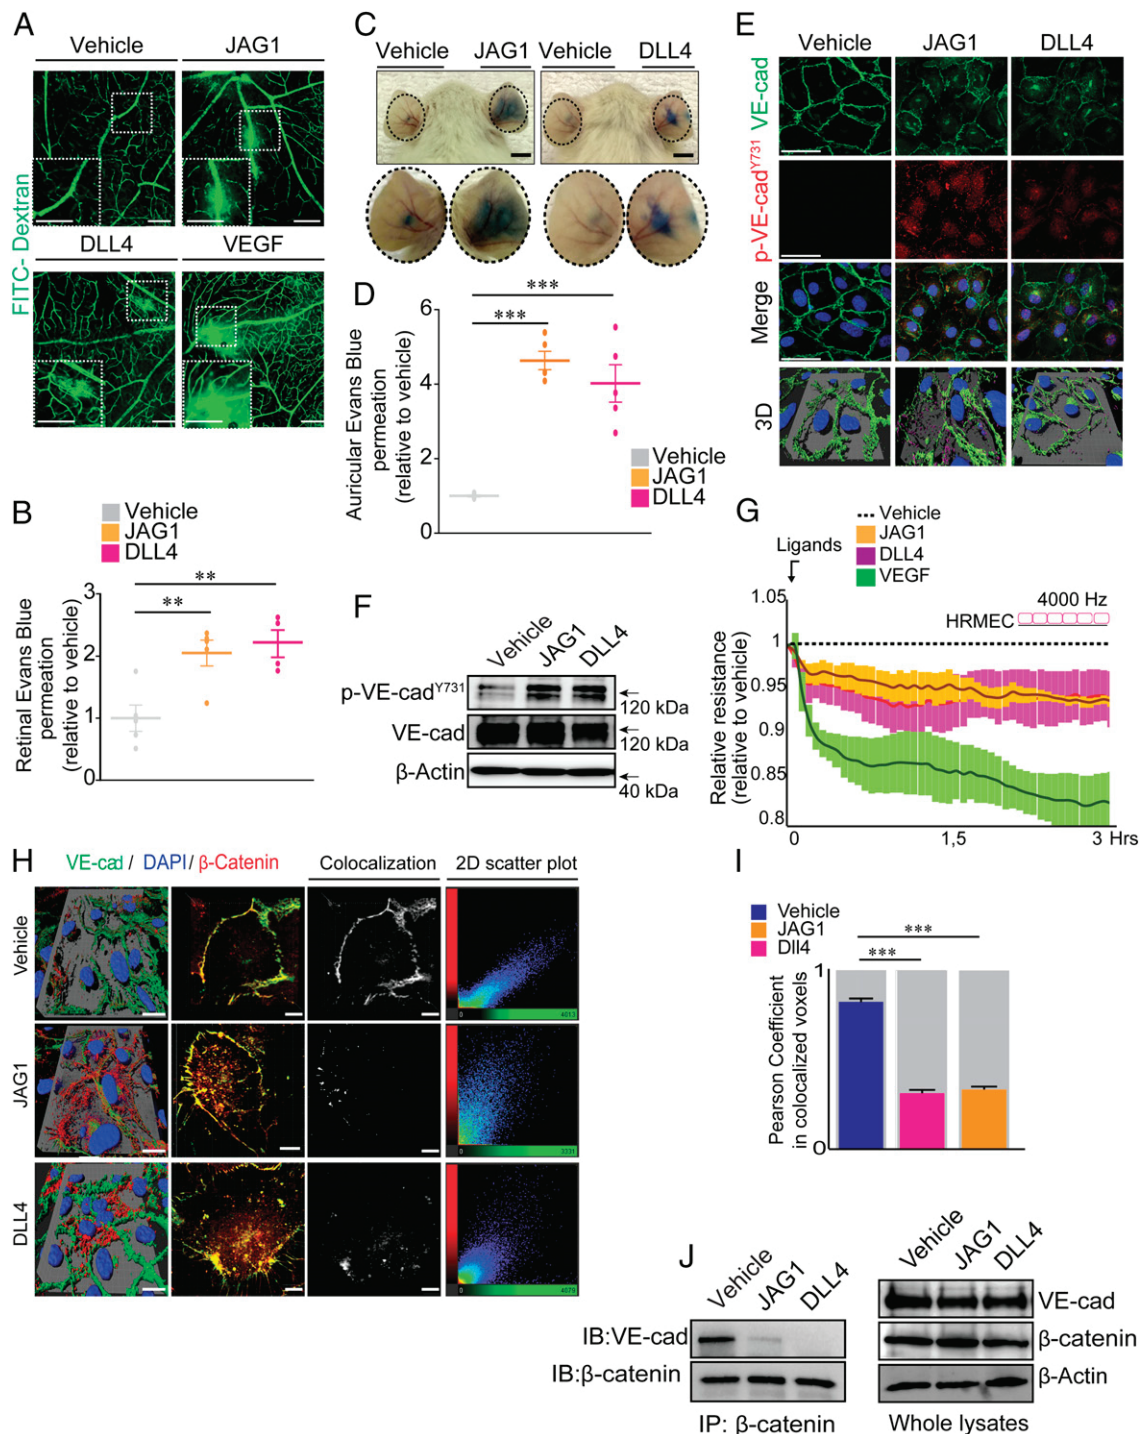 A
Vehicle
JAG1
DLL4
VEGF
FITC- Dextran
B
Vehicle
JAG1
DLL4
Retinal Evans Blue
permeation
(relative to vehicle)
3
2
1
0
**
**
C
Vehicle
JAG1
Vehicle
DLL4
D
Auricular Evans Blue
permeation
(relative to vehicle)
6
4
2
0
***
***
Vehicle
JAG1
DLL4
E
Vehicle
JAG1
DLL4
p-VE-cadY731 VE-cad
Merge
3D
F
Vehicle
JAG1
DLL4
p-VE-cadY731
120 kDa
VE-cad
120 kDa
β-Actin
40 kDa
G
Vehicle
JAG1
DLL4
VEGF
Ligands
4000 Hz
HRMEC
Relative resistance
(relative to vehicle)
1.05
1
0.95
0.9
0.85
0.8
0
1,5
3 Hrs
H
VE-cad / DAPI / β-Catenin
Colocalization
2D scatter plot
Vehicle
JAG1
DLL4
0
4013
0
3331
0
4079
I
Vehicle
JAG1
Dll4
***
***
Pearson Coefficient
in colocalized voxels
1
0
J
Vehicle
JAG1
DLL4
IB:VE-cad
IB:β-catenin
IP: β-catenin
Vehicle
JAG1
DLL4
VE-cad
β-catenin
β-Actin
Whole lysates